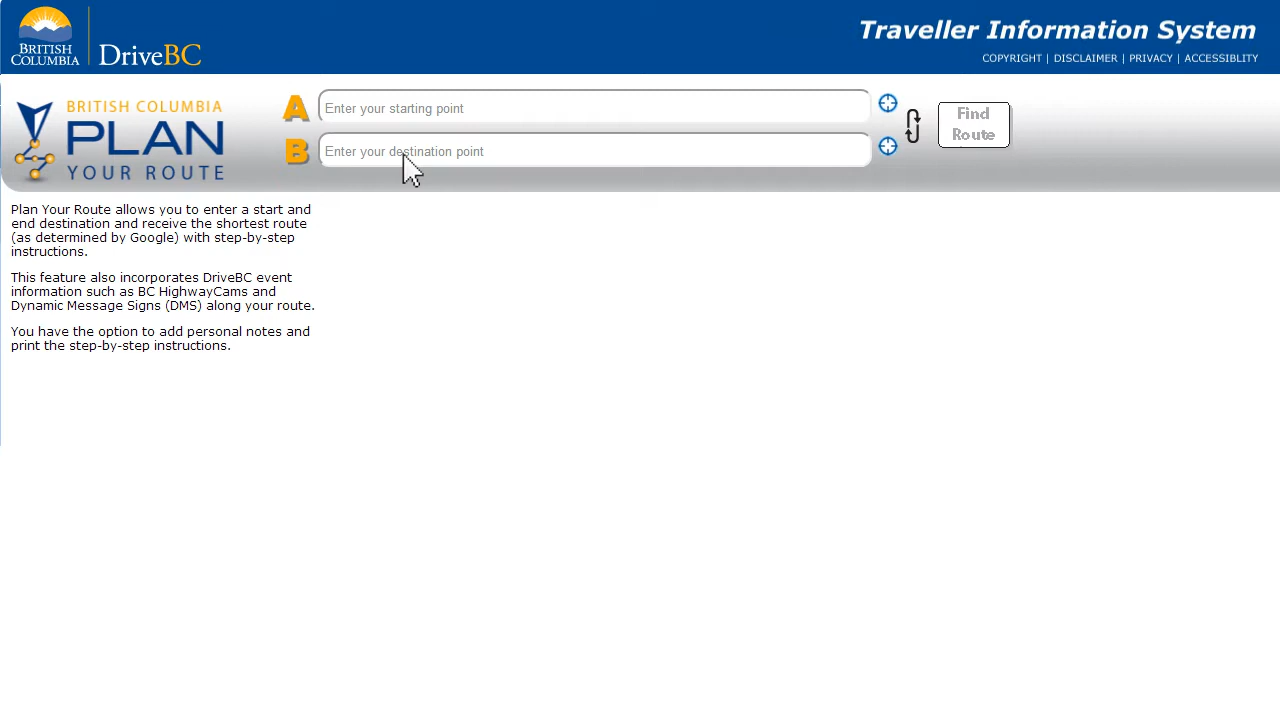 BRITISH
COLUMBIA
DriveBC
Traveller Information System
COPYRIGHT | DISCLAIMER | PRIVACY | ACCESSIBLITY
BRITISH COLUMBIA
PLAN
YOUR ROUTE
A
Enter your starting point
B
Enter your destination point
Find
Route
Plan Your Route allows you to enter a start and
end destination and receive the shortest route
(as determined by Google) with step-by-step
instructions.
This feature also incorporates DriveBC event
information such as BC HighwayCams and
Dynamic Message Signs (DMS) along your route.
You have the option to add personal notes and
print the step-by-step instructions.